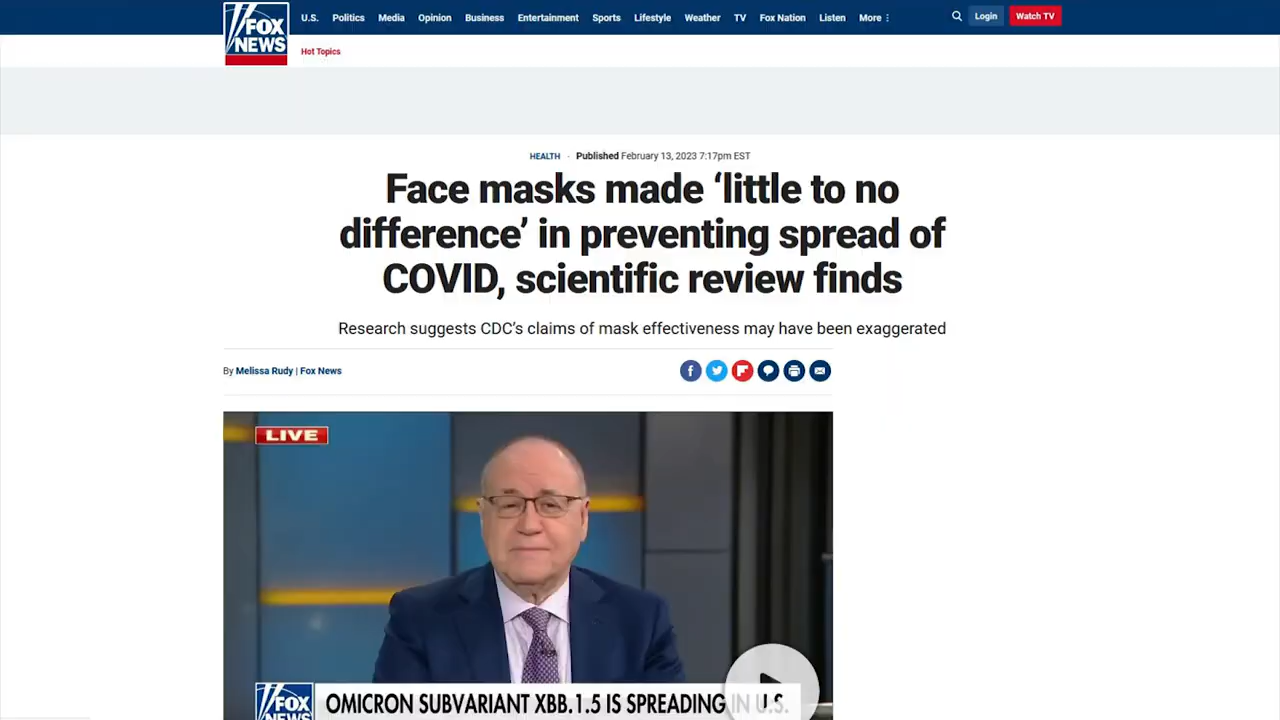 FOX NEWS
U.S. Politics Media Opinion Business Entertainment Sports Lifestyle Weather TV Fox Nation Listen More
Login
Watch TV
Hot Topics
HEALTH · Published February 13, 2023 7:17pm EST
Face masks made ‘little to no
difference’ in preventing spread of
COVID, scientific review finds
Research suggests CDC’s claims of mask effectiveness may have been exaggerated
By Melissa Rudy | Fox News
LIVE
FOX NEWS
OMICRON SUBVARIANT XBB.1.5 IS SPREADING IN U.S.